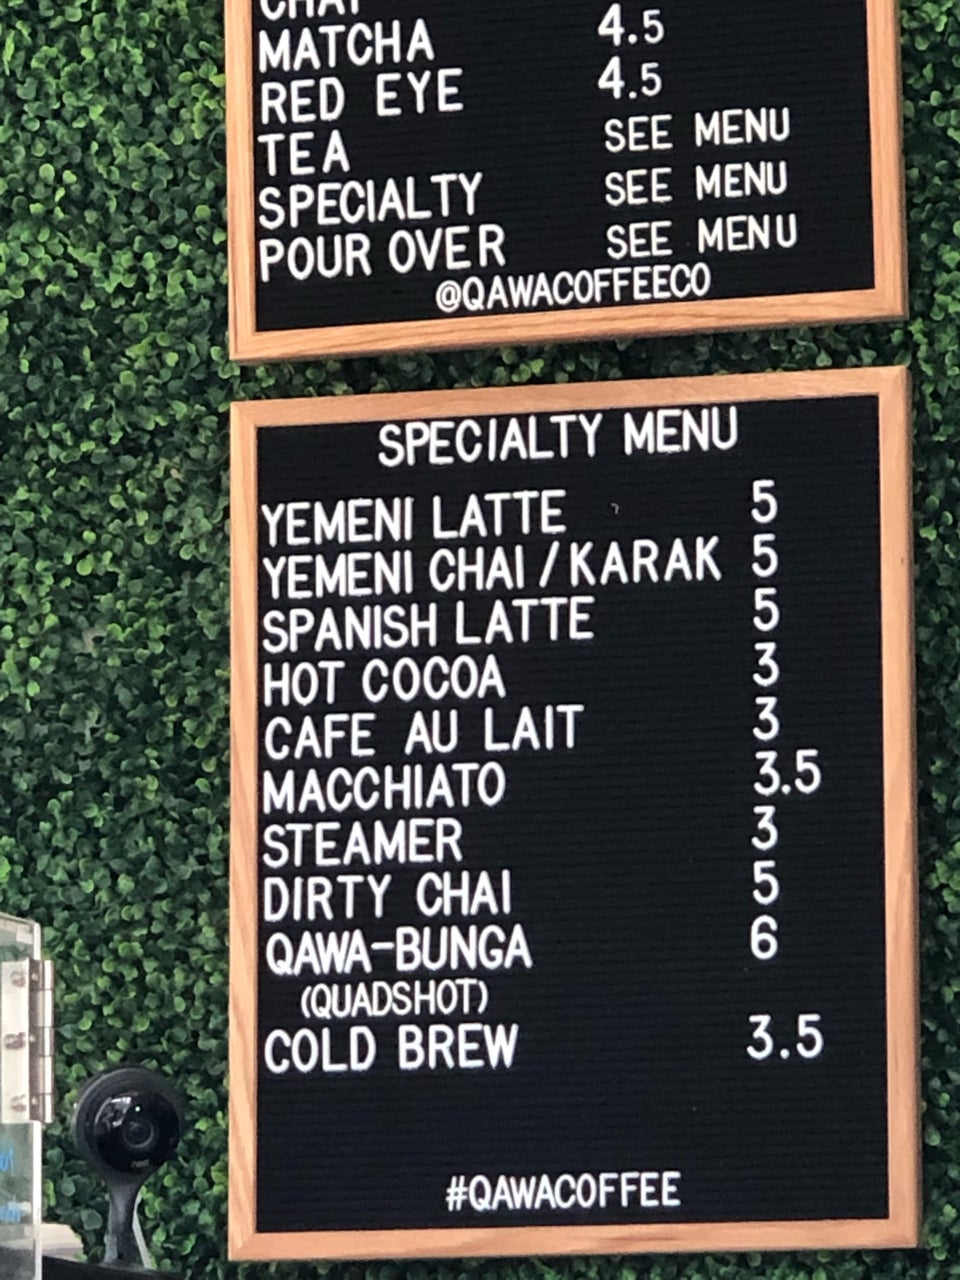 CHAI
MATCHA 4.5
RED EYE 4.5
TEA SEE MENU
SPECIALTY SEE MENU
POUR OVER SEE MENU
@QAWACOFFEECO
SPECIALTY MENU
YEMENI LATTE 5
YEMENI CHAI/KARAK 5
SPANISH LATTE 5
HOT COCOA 3
CAFE AU LAIT 3
MACCHIATO 3.5
STEAMER 3
DIRTY CHAI 5
QAWA-BUNGA 6
(QUADSHOT)
COLD BREW 3.5
#QAWACOFFEE
nest